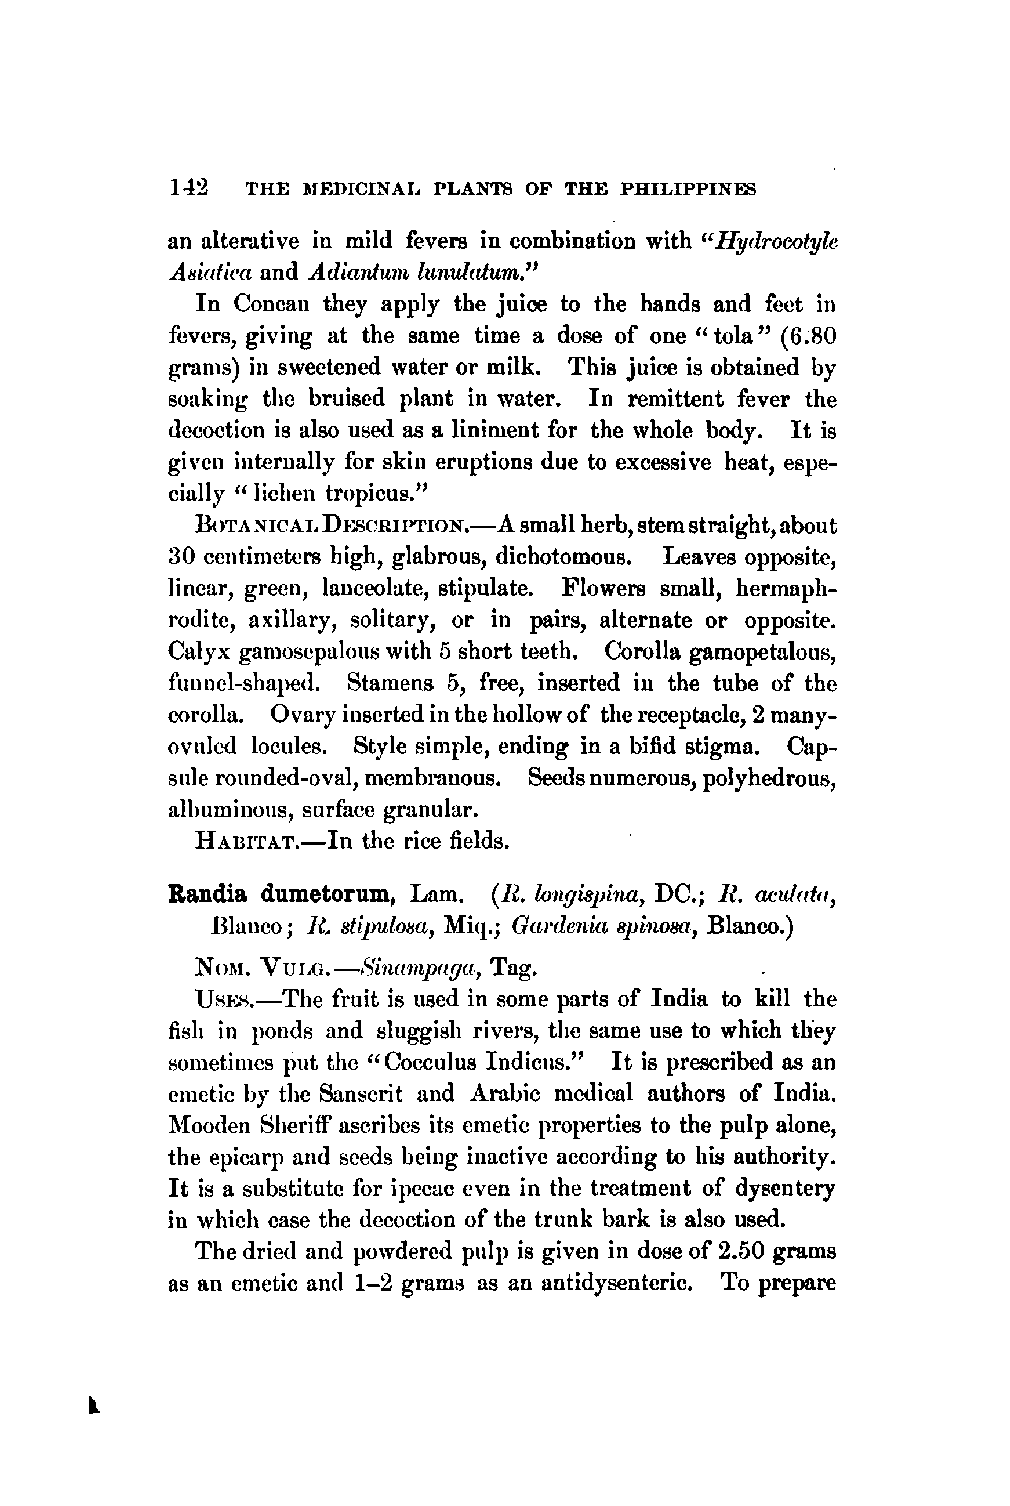 142 THE MEDICINAL PLANTS OF THE PHILIPPINES
an alterative in mild fevers in combination with “Hydrocotyle
Asiatica and Adiantum lunulatum.”
In Concan they apply the juice to the hands and feet in
fevers, giving at the same time a dose of one “tola” (6.80
grams) in sweetened water or milk. This juice is obtained by
soaking the bruised plant in water. In remittent fever the
decoction is also used as a liniment for the whole body. It is
given internally for skin eruptions due to excessive heat, espe-
cially “lichen tropicus.”
BOTANICAL DESCRIPTION.—A small herb, stem straight, about
30 centimeters high, glabrous, dichotomous. Leaves opposite,
linear, green, lanceolate, stipulate. Flowers small, hermaph-
rodite, axillary, solitary, or in pairs, alternate or opposite.
Calyx gamosepalous with 5 short teeth. Corolla gamopetalous,
funnel-shaped. Stamens 5, free, inserted in the tube of the
corolla. Ovary inserted in the hollow of the receptacle, 2 many-
ovuled locules. Style simple, ending in a bifid stigma. Cap-
sule rounded-oval, membranous. Seeds numerous, polyhedrous,
albuminous, surface granular.
HABITAT.—In the rice fields.
Randia dumetorum, Lam. (R. longispina, DC.; R. aculata,
Blanco; R. stipulosa, Miq.; Gardenia spinosa, Blanco.)
NOM. VULG.—Sinampaga, Tag.
USES.—The fruit is used in some parts of India to kill the
fish in ponds and sluggish rivers, the same use to which they
sometimes put the “Cocculus Indicus.” It is prescribed as an
emetic by the Sanscrit and Arabic medical authors of India.
Mooden Sheriff ascribes its emetic properties to the pulp alone,
the epicarp and seeds being inactive according to his authority.
It is a substitute for ipecac even in the treatment of dysentery
in which case the decoction of the trunk bark is also used.
The dried and powdered pulp is given in dose of 2.50 grams
as an emetic and 1–2 grams as an antidysenteric. To prepare